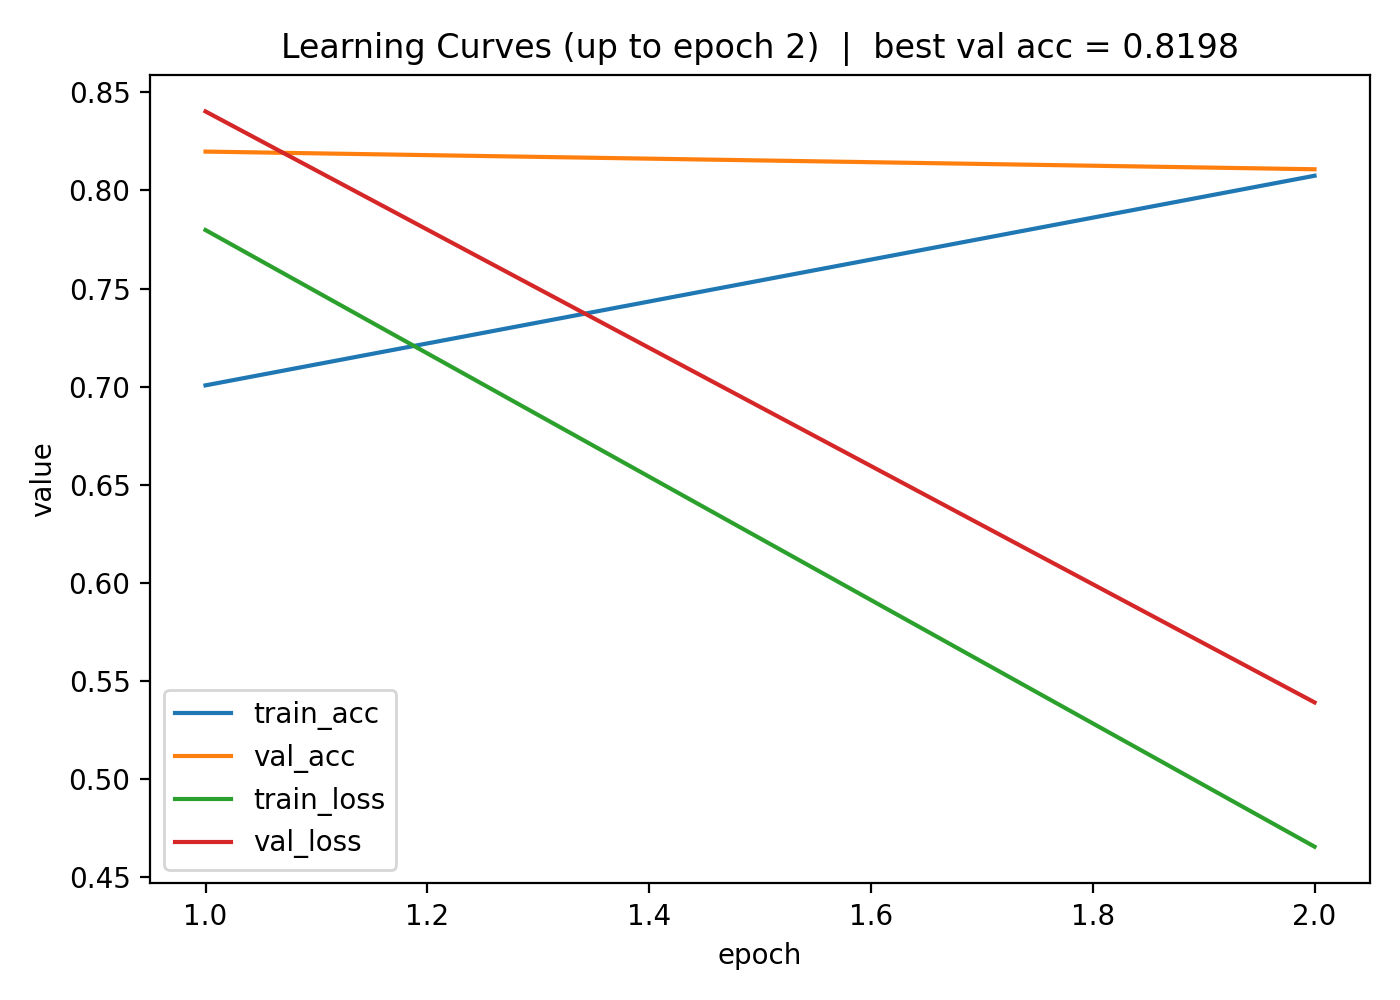 Learning Curves (up to epoch 2)  |  best val acc = 0.8198
0.85
0.80
0.75
0.70
0.65
0.60
0.55
0.50
0.45
value
train_acc
val_acc
train_loss
val_loss
1.0 1.2 1.4 1.6 1.8 2.0
epoch